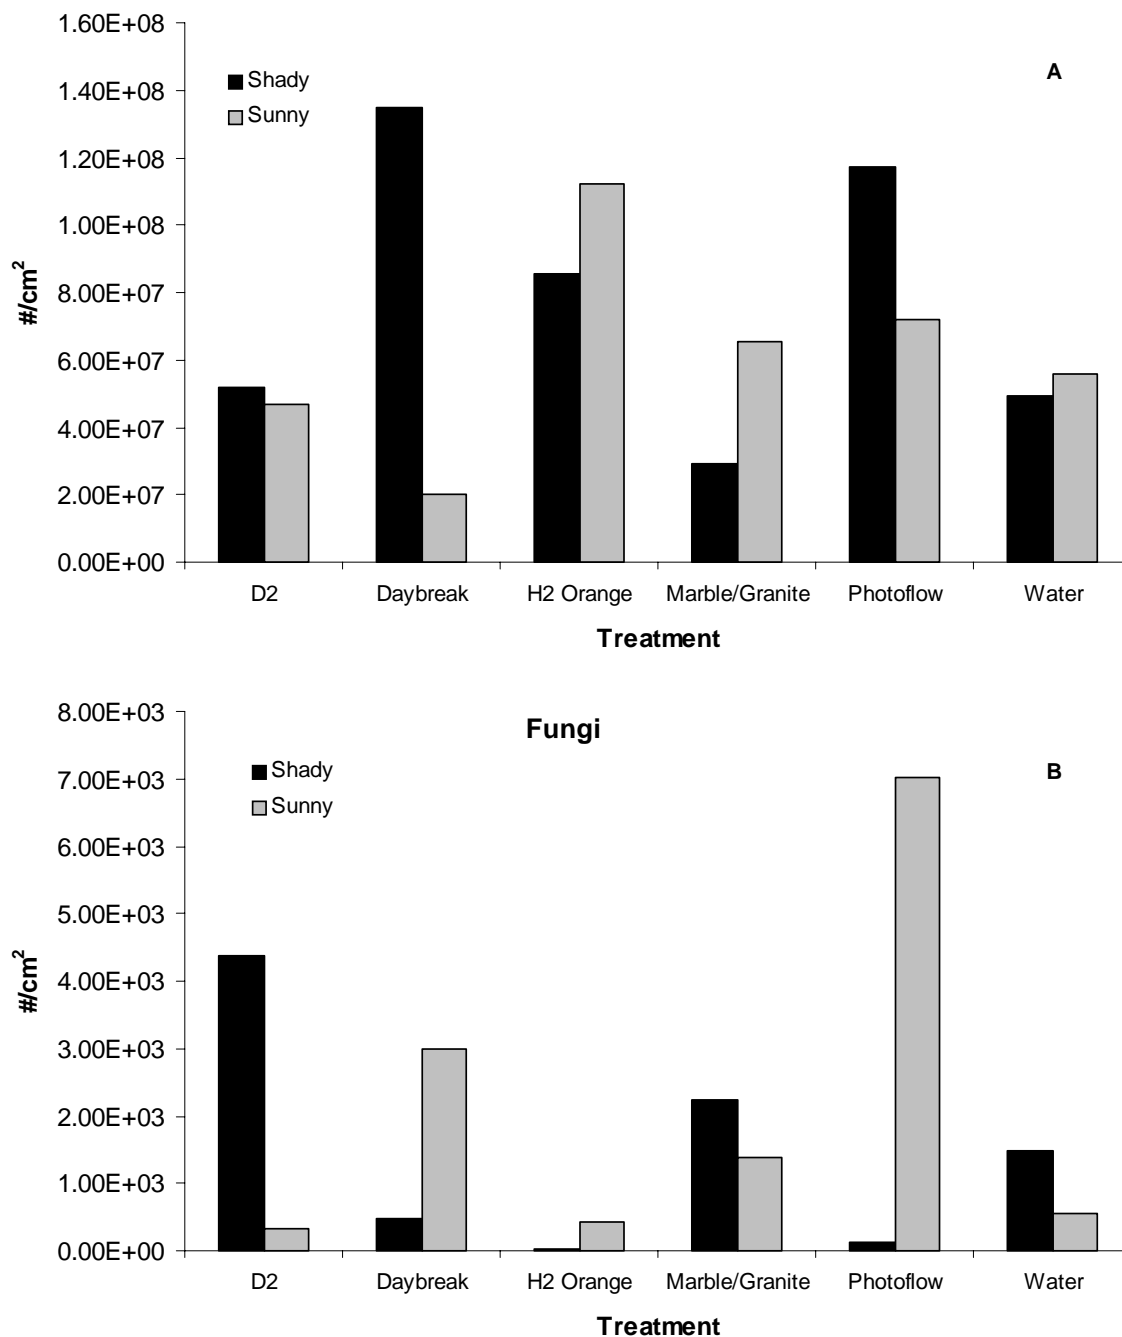 1.60E+08
1.40E+08
1.20E+08
1.00E+08
8.00E+07
6.00E+07
4.00E+07
2.00E+07
0.00E+00
#/cm²
Shady
Sunny
A
D2 Daybreak H2 Orange Marble/Granite Photoflow Water
Treatment
Fungi
8.00E+03
7.00E+03
6.00E+03
5.00E+03
4.00E+03
3.00E+03
2.00E+03
1.00E+03
0.00E+00
#/cm²
Shady
Sunny
B
D2 Daybreak H2 Orange Marble/Granite Photoflow Water
Treatment